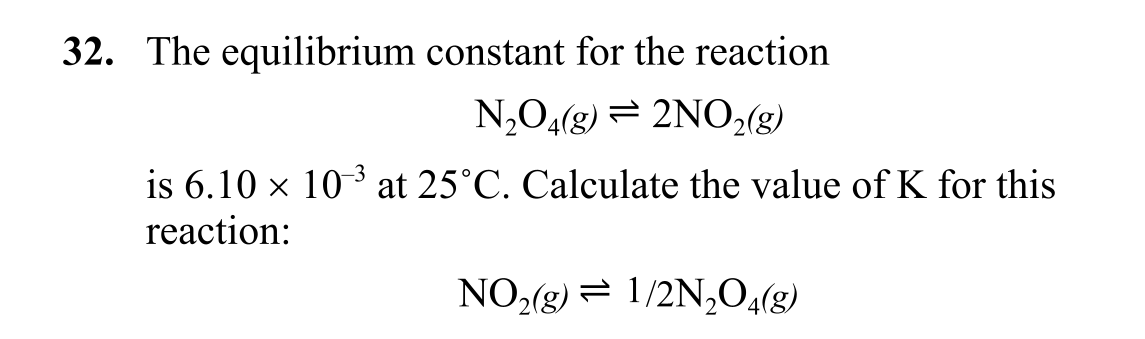 32. The equilibrium constant for the reaction
N₂O₄(g) ⇌ 2NO₂(g)
is 6.10 × 10⁻³ at 25°C. Calculate the value of K for this
reaction:
NO₂(g) ⇌ 1/2N₂O₄(g)